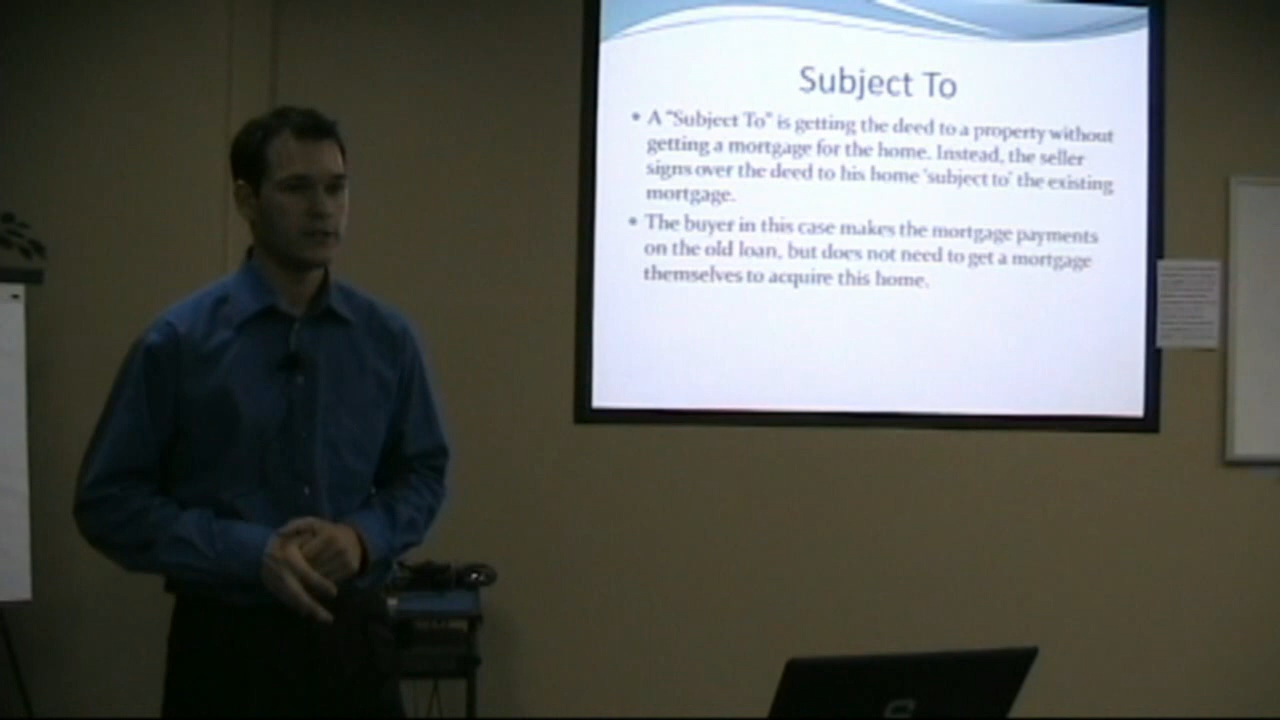 Subject To
• A "Subject To" is getting the deed to a property without
getting a mortgage for the home. Instead, the seller
signs over the deed to his home 'subject to' the existing
mortgage.
• The buyer in this case makes the mortgage payments
on the old loan, but does not need to get a mortgage
themselves to acquire this home.